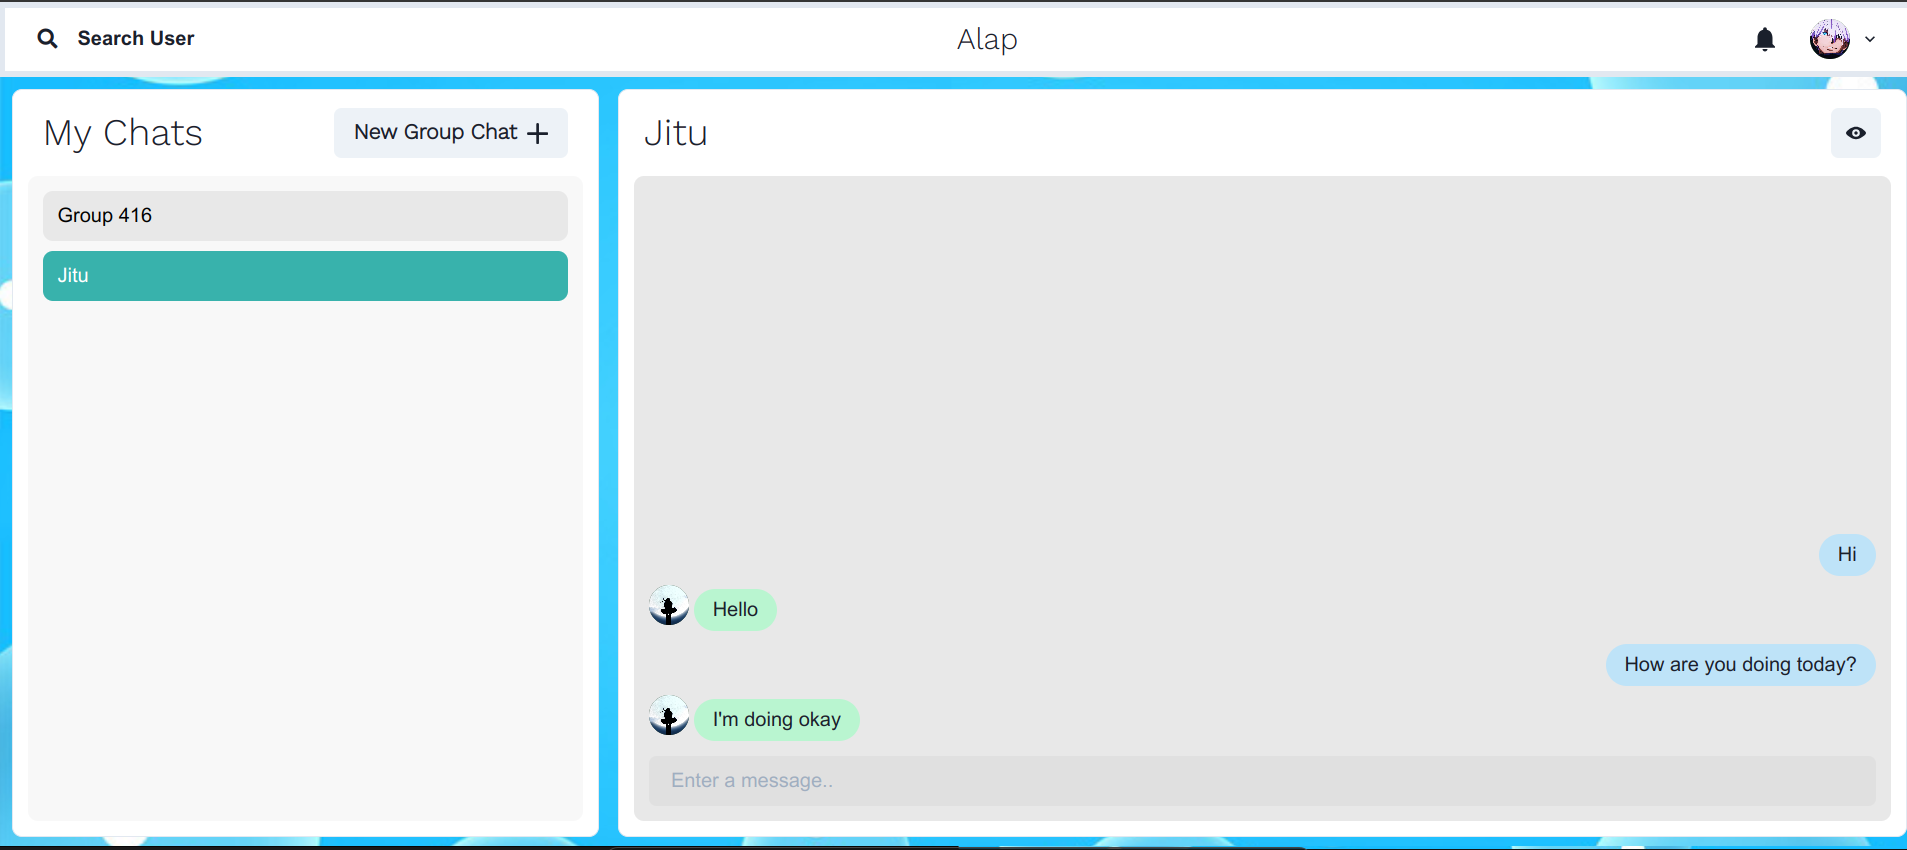 Search User
Alap
My Chats
New Group Chat
Group 416
Jitu
Jitu
Hi
Hello
How are you doing today?
I'm doing okay
Enter a message..